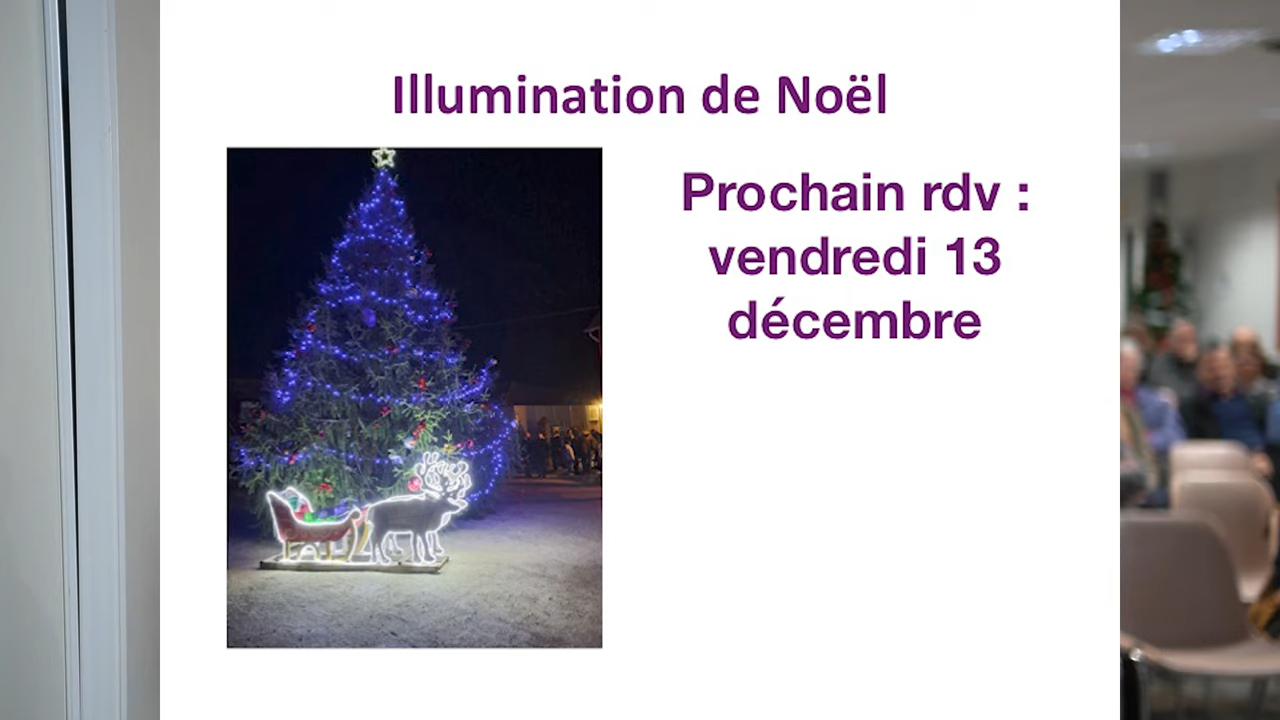 Illumination de Noël
Prochain rdv :
vendredi 13
décembre